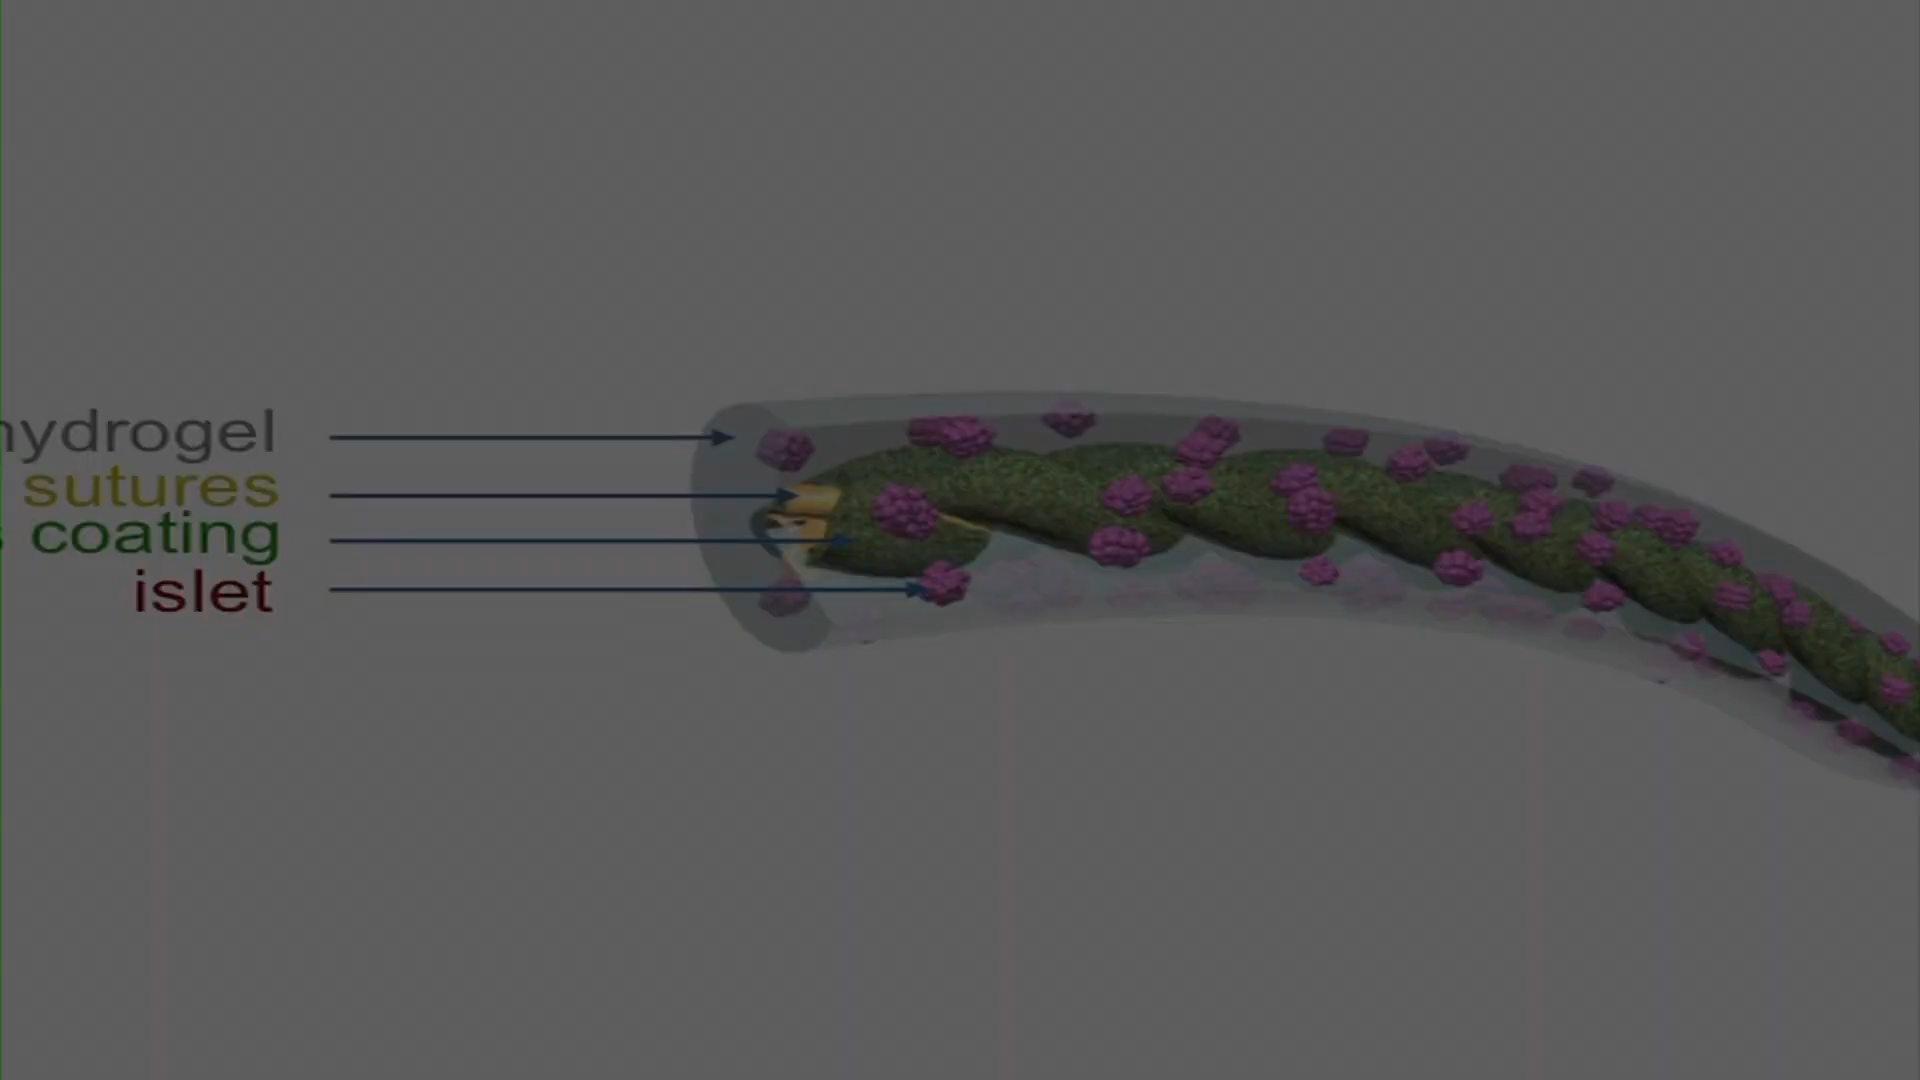 hydrogel
sutures
s coating
islet